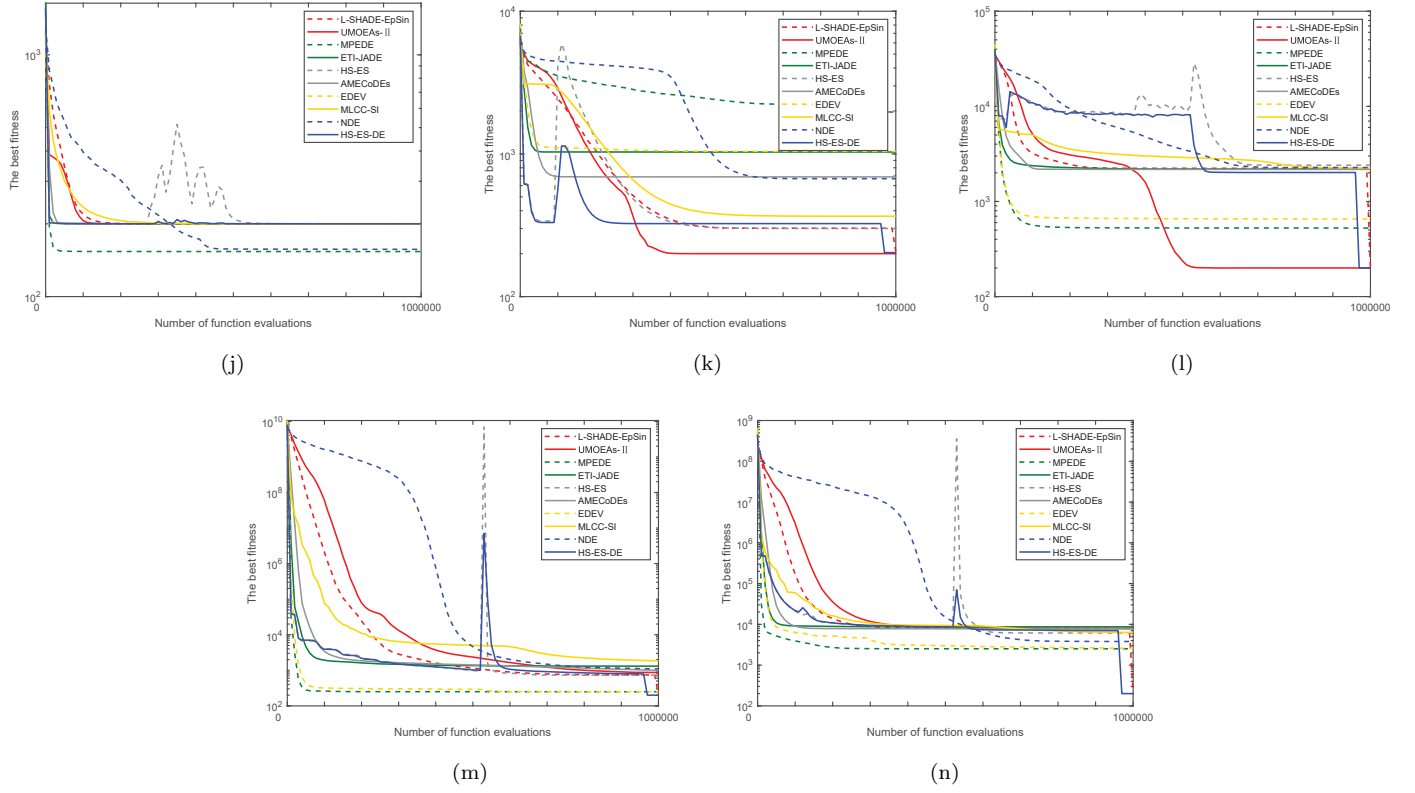 The best fitness
10^3
10^2
0
1000000
Number of function evaluations
L-SHADE-EpSin
UMOEAs-II
MPEDE
ETI-JADE
HS-ES
AMECoDEs
EDEV
MLCC-SI
NDE
HS-ES-DE
(j)
The best fitness
10^4
10^3
10^2
0
1000000
Number of function evaluations
L-SHADE-EpSin
UMOEAs-II
MPEDE
ETI-JADE
HS-ES
AMECoDEs
EDEV
MLCC-SI
NDE
HS-ES-DE
(k)
The best fitness
10^5
10^4
10^3
10^2
0
1000000
Number of function evaluations
L-SHADE-EpSin
UMOEAs-II
MPEDE
ETI-JADE
HS-ES
AMECoDEs
EDEV
MLCC-SI
NDE
HS-ES-DE
(l)
The best fitness
10^10
10^8
10^6
10^4
10^2
0
1000000
Number of function evaluations
L-SHADE-EpSin
UMOEAs-II
MPEDE
ETI-JADE
HS-ES
AMECoDEs
EDEV
MLCC-SI
NDE
HS-ES-DE
(m)
The best fitness
10^9
10^8
10^7
10^6
10^5
10^4
10^3
10^2
0
1000000
Number of function evaluations
L-SHADE-EpSin
UMOEAs-II
MPEDE
ETI-JADE
HS-ES
AMECoDEs
EDEV
MLCC-SI
NDE
HS-ES-DE
(n)